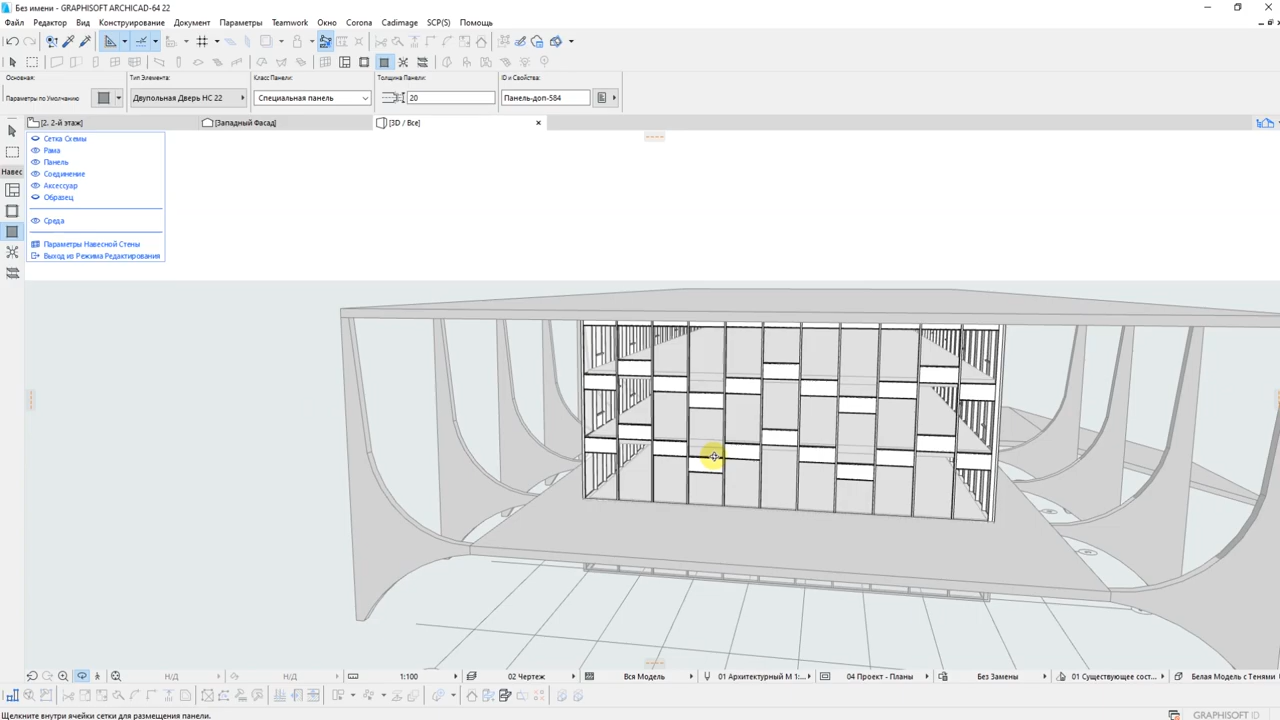 Без имени - GRAPHISOFT ARCHICAD-64 22
Файл Редактор Вид Конструирование Документ Параметры Teamwork Окно Corona Cadimage SCP(S) Помощь
Основная: Тип Элемента: Класс Панели: Толщина Панели: ID и Свойства:
Параметры по Умолчанию Двупольная Дверь НС 22 Специальная панель 20 Панель-доп-584
[2. 2-й этаж] [Западный Фасад] [3D / Все]
Сетка Схемы
Рама
Навес
Панель
Соединение
Аксессуар
Образец
Среда
Параметры Навесной Стены
Выход из Режима Редактирования
Н/Д Н/Д 1:100 02 Чертеж Вся Модель 01 Архитектурный М 1:... 04 Проект - Планы Без Замены 01 Существующее сост... Белая Модель с Тенями
Щелкните внутри ячейки сетки для размещения панели.
GRAPHISOFT ID